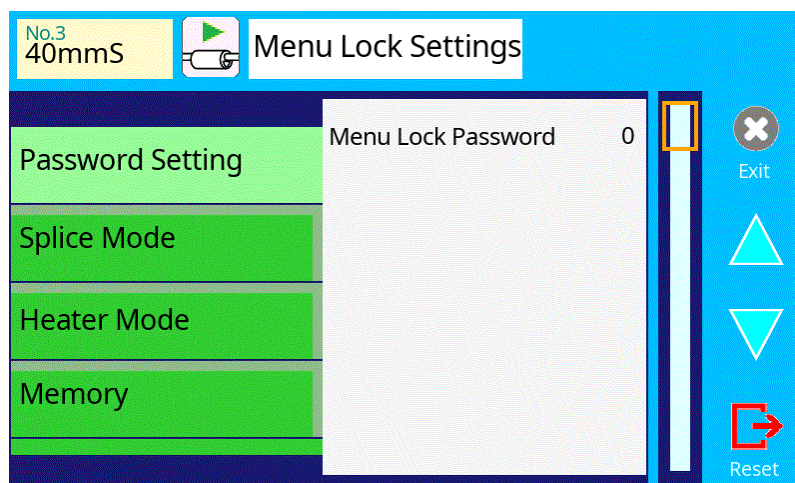 No.3
40mmS
Menu Lock Settings
Password Setting
Menu Lock Password 0
Splice Mode
Heater Mode
Memory
Exit
Reset